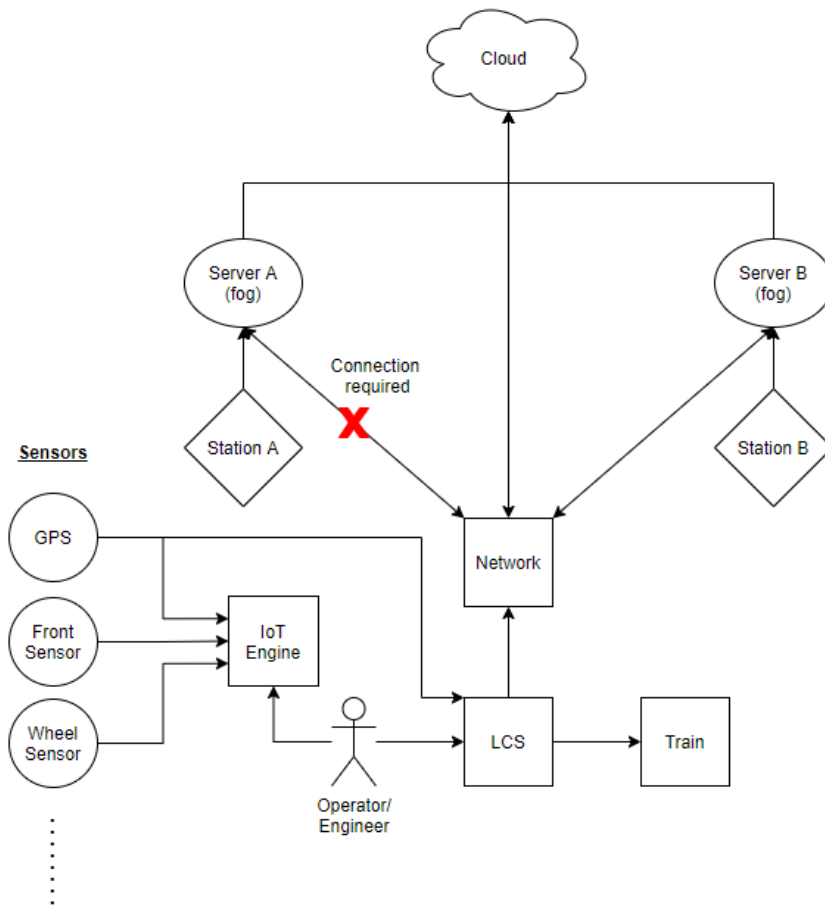 Cloud
Server A
(fog)
Server B
(fog)
Connection
required
X
Station A
Station B
Sensors
GPS
Network
Front
Sensor
IoT
Engine
Wheel
Sensor
LCS
Train
Operator/
Engineer